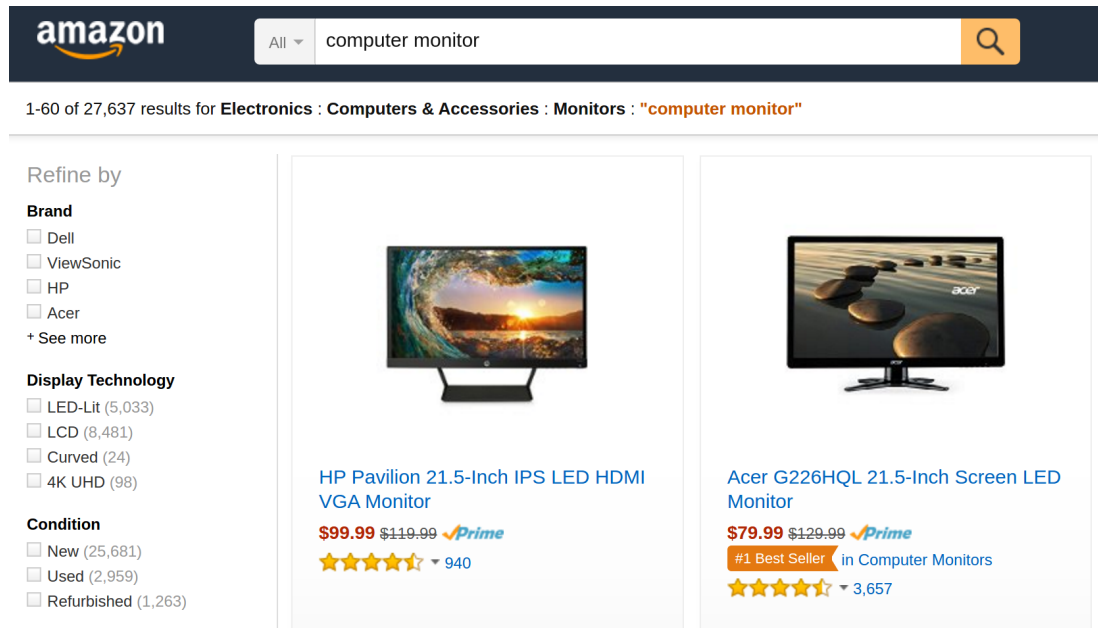 amazon
All
computer monitor
1-60 of 27,637 results for Electronics : Computers & Accessories : Monitors : "computer monitor"
Refine by
Brand
Dell
ViewSonic
HP
Acer
+ See more
Display Technology
LED-Lit (5,033)
LCD (8,481)
Curved (24)
4K UHD (98)
Condition
New (25,681)
Used (2,959)
Refurbished (1,263)
HP Pavilion 21.5-Inch IPS LED HDMI
VGA Monitor
$99.99 $119.99 Prime
940
acer
acer
Acer G226HQL 21.5-Inch Screen LED
Monitor
$79.99 $129.99 Prime
#1 Best Seller in Computer Monitors
3,657